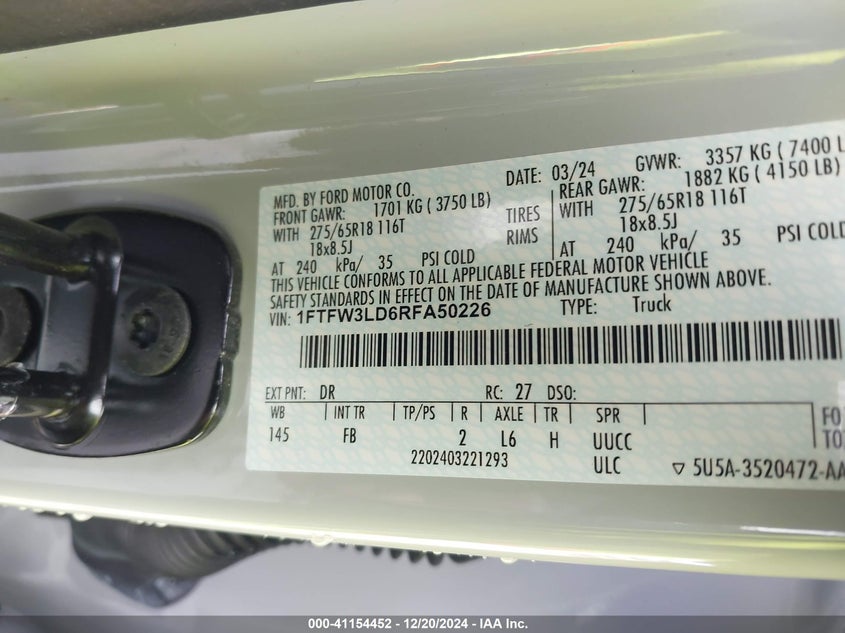 MFD. BY FORD MOTOR CO. DATE: 03/24 GVWR: 3357 KG ( 7400 L
FRONT GAWR: 1701 KG ( 3750 LB) REAR GAWR: 1882 KG ( 4150 LB)
WITH 275/65R18 116T TIRES WITH 275/65R18 116T
18x8.5J RIMS 18x8.5J
AT 240 kPa/ 35 PSI COLD AT 240 kPa/ 35 PSI COLD
THIS VEHICLE CONFORMS TO ALL APPLICABLE FEDERAL MOTOR VEHICLE
SAFETY STANDARDS IN EFFECT ON THE DATE OF MANUFACTURE SHOWN ABOVE.
VIN: 1FTFW3LD6RFA50226 TYPE: Truck
EXT PNT: DR RC: 27 DSO:
WB INT TR TP/PS R AXLE TR SPR
145 FB 2 L6 H UUCC
2202403221293 ULC ▽ 5U5A-3520472-AA
FO
TO
000-41154452 - 12/20/2024 - IAA Inc.